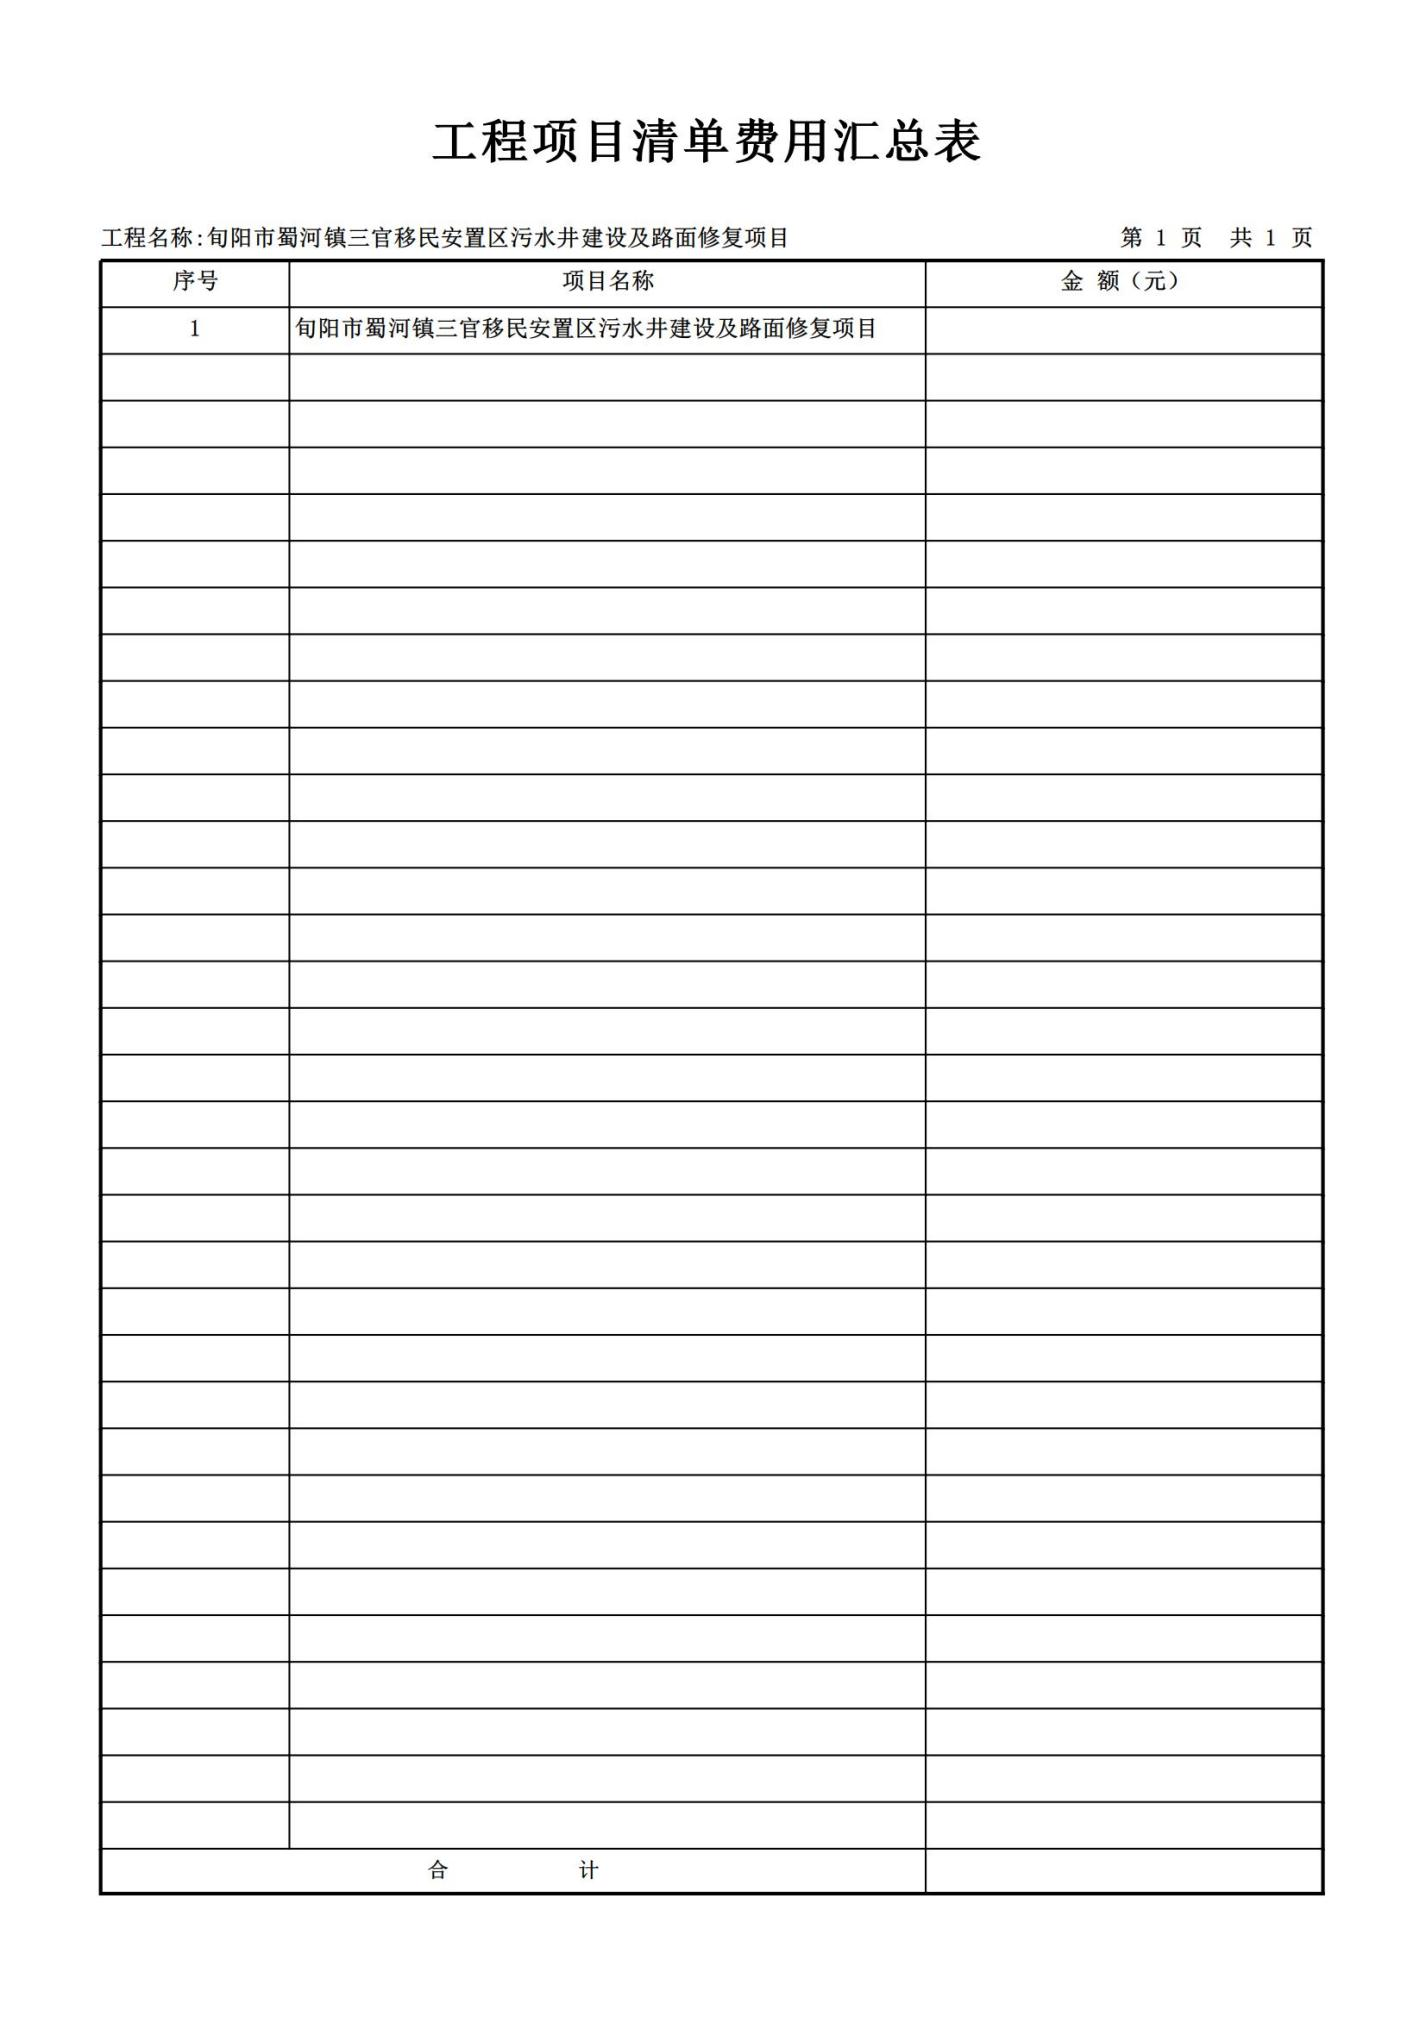 工程项目清单费用汇总表
工程名称:旬阳市蜀河镇三官移民安置区污水井建设及路面修复项目 第 1 页 共 1 页
序号 项目名称 金 额（元）
1 旬阳市蜀河镇三官移民安置区污水井建设及路面修复项目
合 计